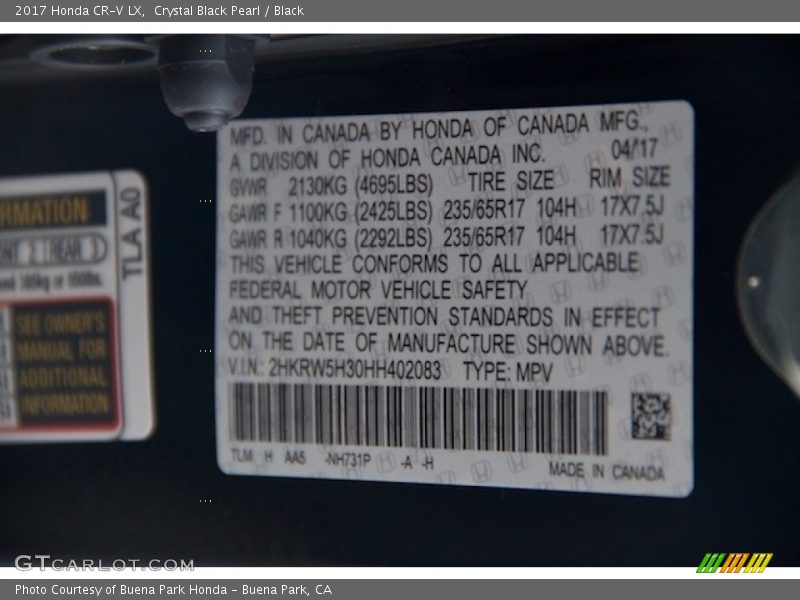 2017 Honda CR-V LX, Crystal Black Pearl / Black
MFD. IN CANADA BY HONDA OF CANADA MFG.,
A DIVISION OF HONDA CANADA INC. 04/17
GVWR 2130KG (4695LBS) TIRE SIZE RIM SIZE
GAWR F 1100KG (2425LBS) 235/65R17 104H 17X7.5J
GAWR R 1040KG (2292LBS) 235/65R17 104H 17X7.5J
THIS VEHICLE CONFORMS TO ALL APPLICABLE
FEDERAL MOTOR VEHICLE SAFETY
AND THEFT PREVENTION STANDARDS IN EFFECT
ON THE DATE OF MANUFACTURE SHOWN ABOVE.
V.I.N.: 2HKRW5H30HH402083 TYPE: MPV
TLM H AA5 -NH731P -A -H
MADE IN CANADA
RMATION
2 REAR 3
TLA A0
SEE OWNER'S
MANUAL FOR
ADDITIONAL
INFORMATION
GTCARLOT.COM
Photo Courtesy of Buena Park Honda - Buena Park, CA